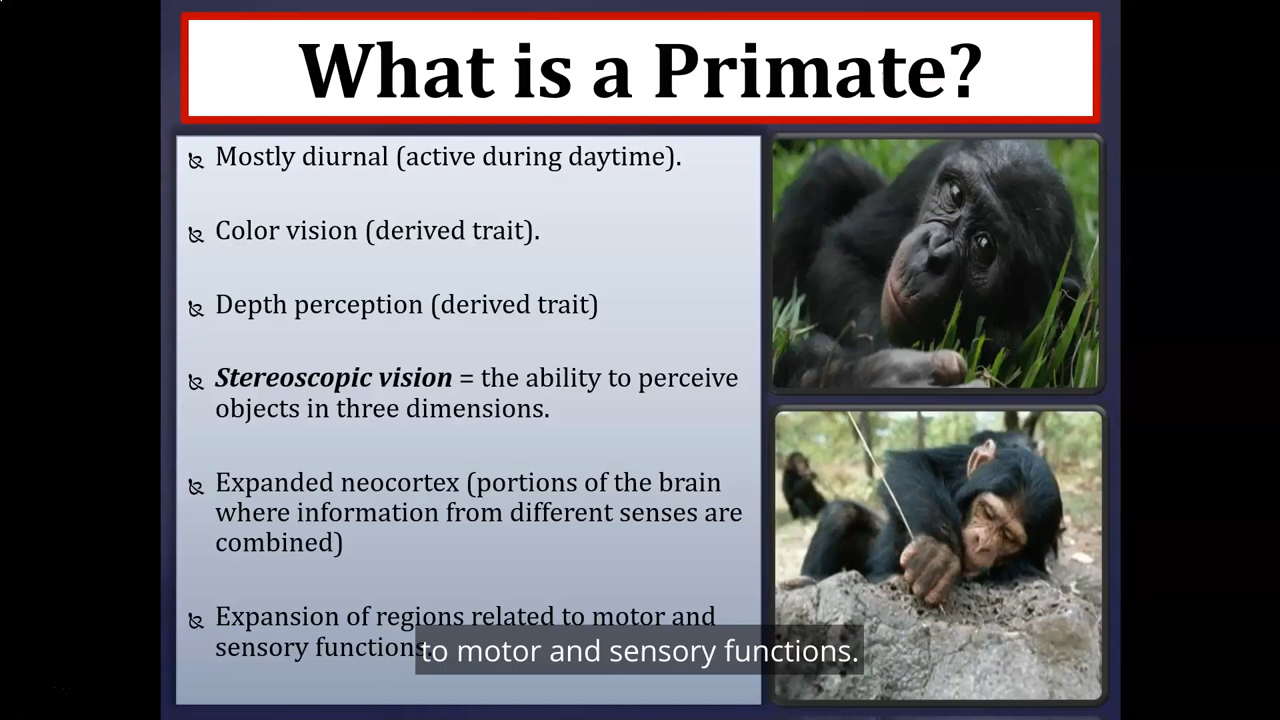 What is a Primate?
Mostly diurnal (active during daytime).
Color vision (derived trait).
Depth perception (derived trait)
Stereoscopic vision = the ability to perceive
objects in three dimensions.
Expanded neocortex (portions of the brain
where information from different senses are
combined)
Expansion of regions related to motor and
sensory functions
to motor and sensory functions.